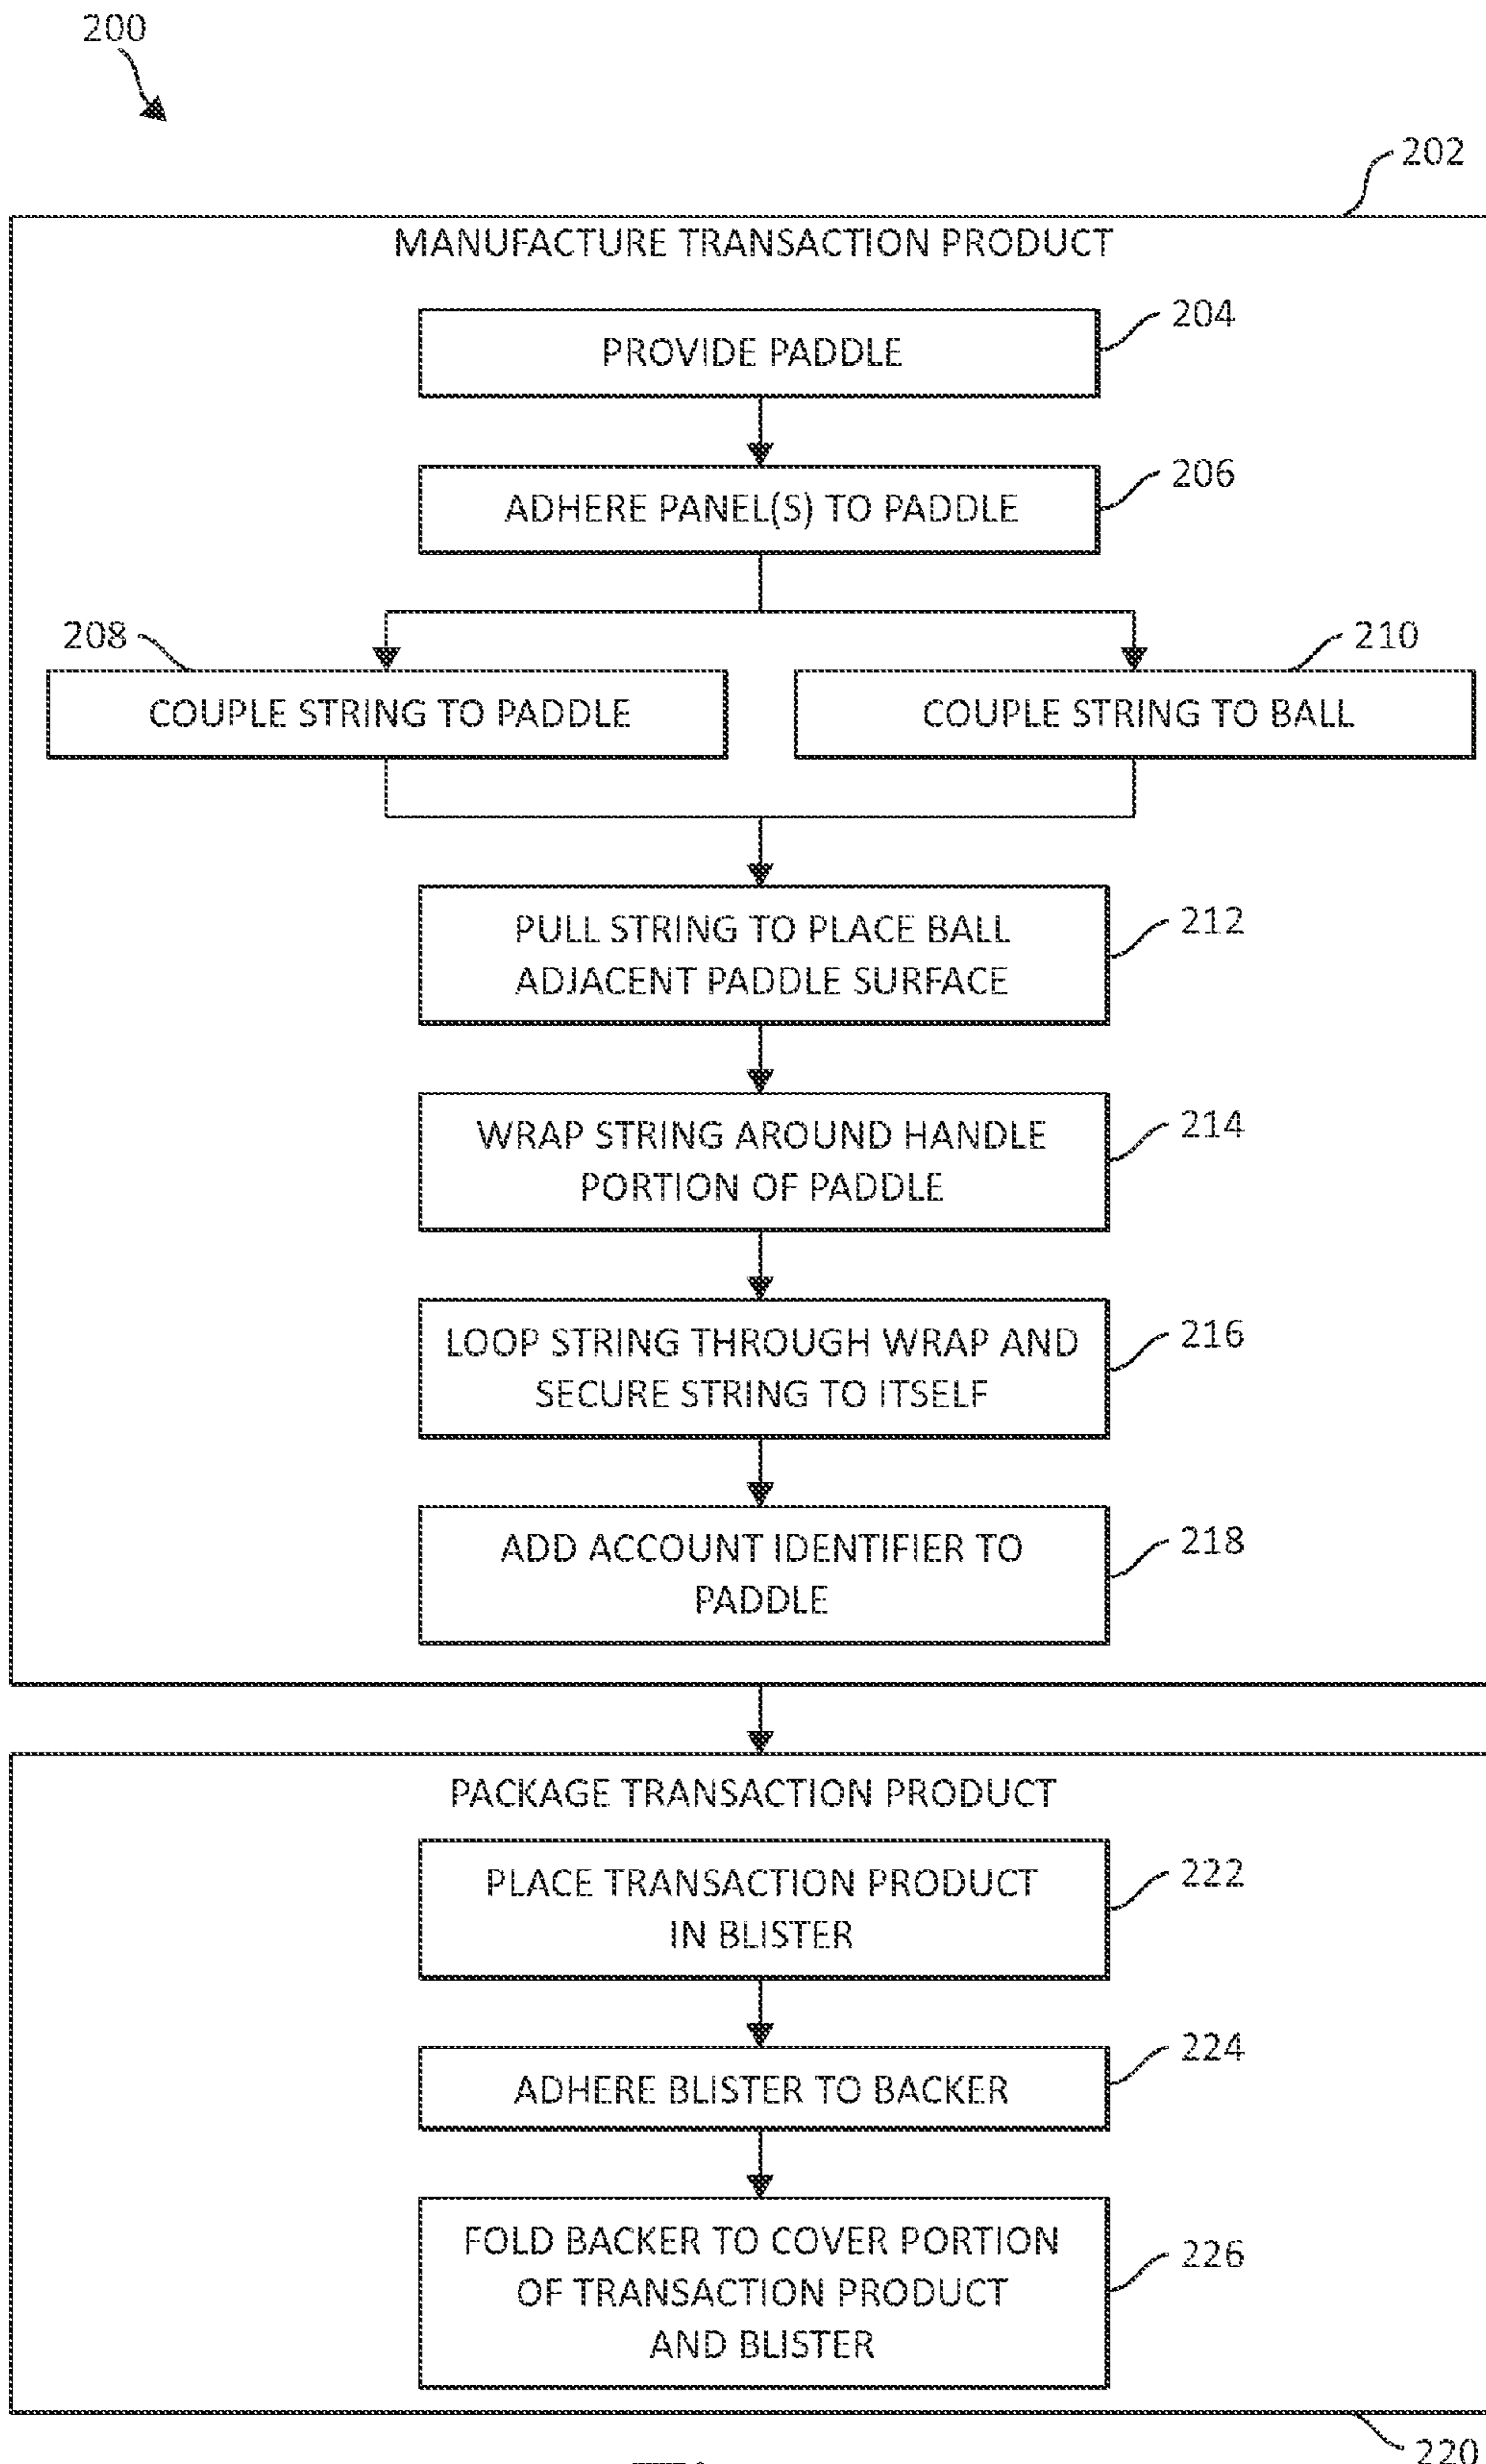 200
202
MANUFACTURE TRANSACTION PRODUCT
204
PROVIDE PADDLE
206
ADHERE PANEL(S) TO PADDLE
208
210
COUPLE STRING TO PADDLE
COUPLE STRING TO BALL
212
PULL STRING TO PLACE BALL
ADJACENT PADDLE SURFACE
214
WRAP STRING AROUND HANDLE
PORTION OF PADDLE
216
LOOP STRING THROUGH WRAP AND
SECURE STRING TO ITSELF
218
ADD ACCOUNT IDENTIFIER TO
PADDLE
PACKAGE TRANSACTION PRODUCT
222
PLACE TRANSACTION PRODUCT
IN BLISTER
224
ADHERE BLISTER TO BACKER
226
FOLD BACKER TO COVER PORTION
OF TRANSACTION PRODUCT
AND BLISTER
220